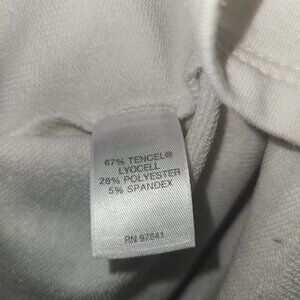 67% TENCEL®
LYOCELL
28% POLYESTER
5% SPANDEX
RN 97541